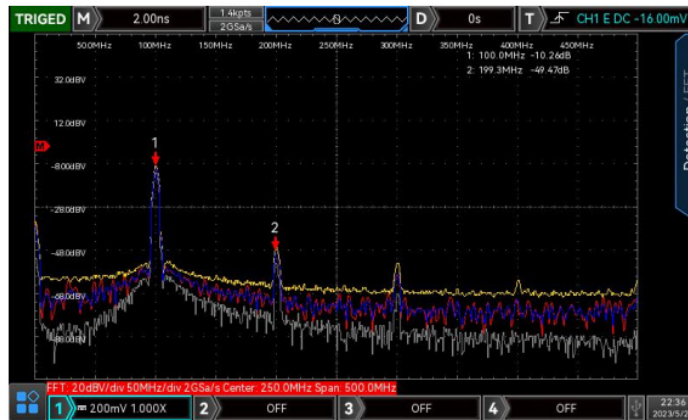 TRIGED M 2.00ns 1.4kpts 2GSa/s D 0s T CH1 E DC -16.00mV
50.0MHz 100MHz 150MHz 200MHz 250MHz 300MHz 350MHz 400MHz 450MHz
1: 100.0MHz -10.26dB
2: 199.3MHz -49.47dB
32.0dBV
12.0dBV
M
1
-8.00dBV
-28.0dBV
2
-48.0dBV
-68.0dBV
-88.0dBV
FFT: 20dBV/div 50MHz/div 2GSa/s Center: 250.0MHz Span: 500.0MHz
1 200mV 1.000X 2 OFF 3 OFF 4 OFF
22:36